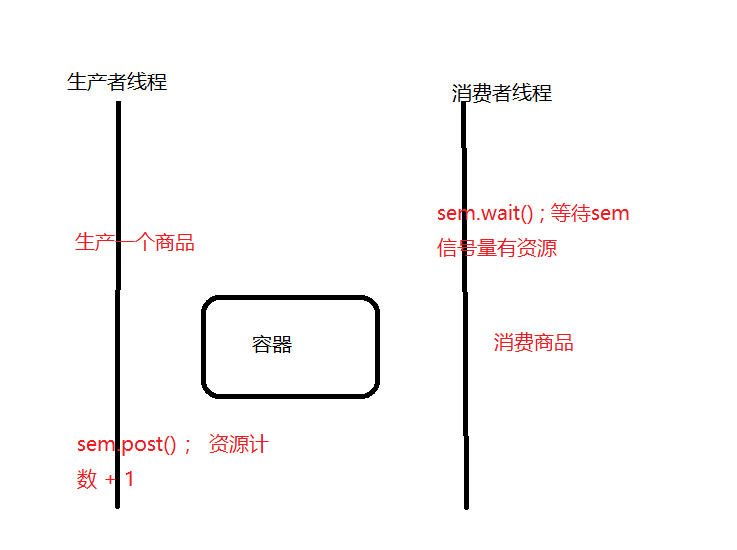 生产者线程
消费者线程
sem.wait() ; 等待sem
信号量有资源
生产一个商品
容器
消费商品
sem.post() ;   资源计
数 + 1